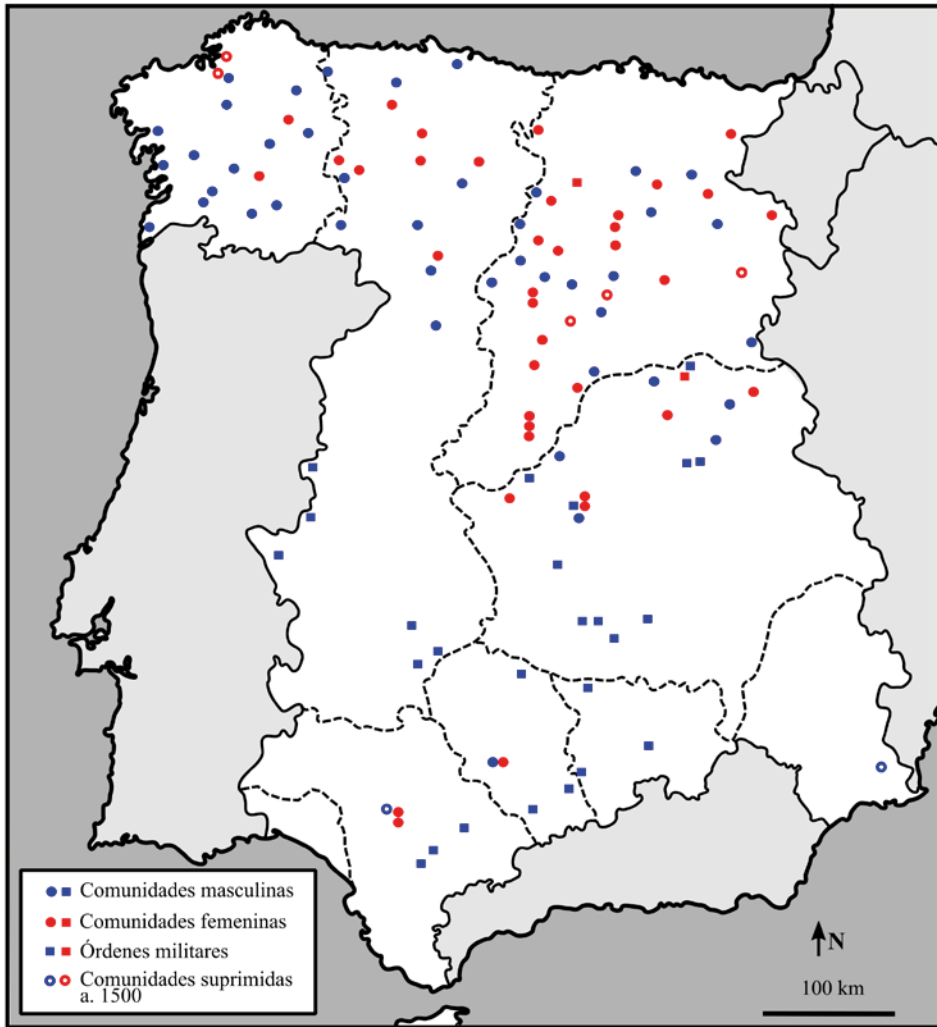 Comunidades masculinas
Comunidades femeninas
Órdenes militares
Comunidades suprimidas
a. 1500
N
100 km